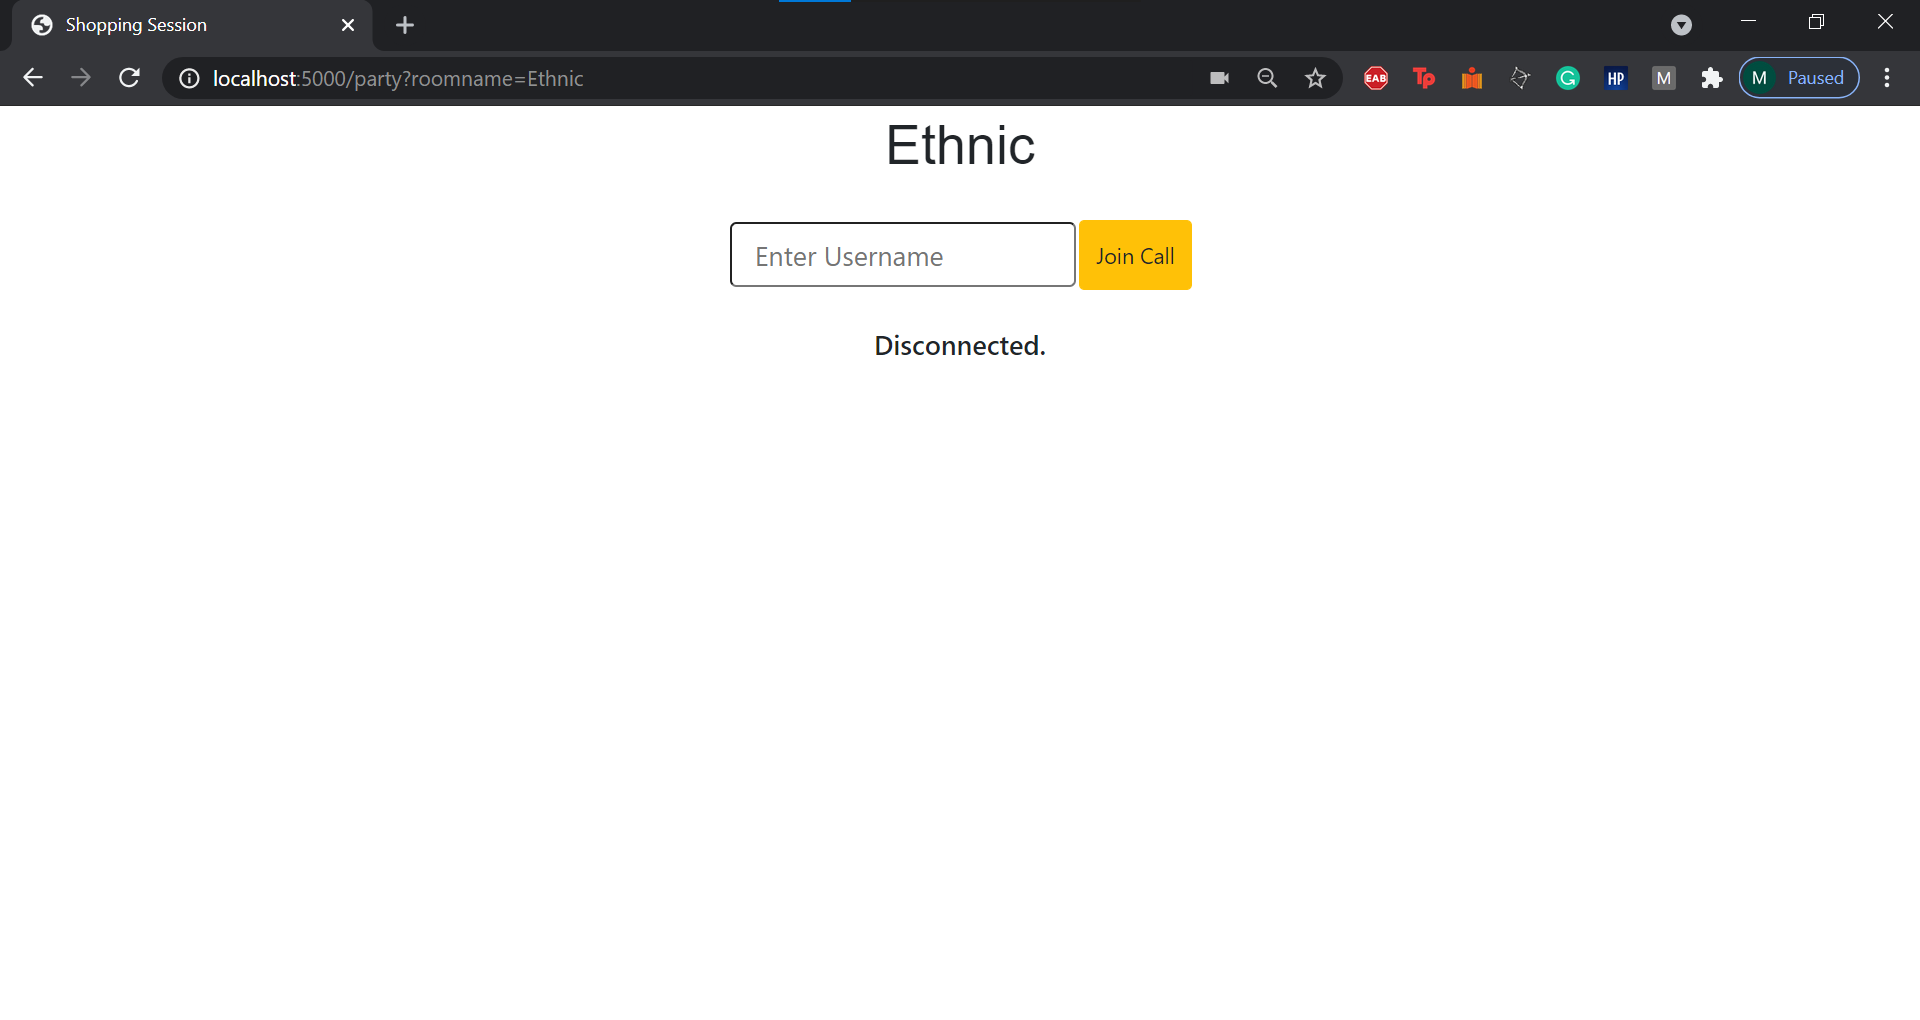 Shopping Session
localhost:5000/party?roomname=Ethnic
EAB
Tp
G
HP
M
M
Paused
Ethnic
Enter Username
Join Call
Disconnected.